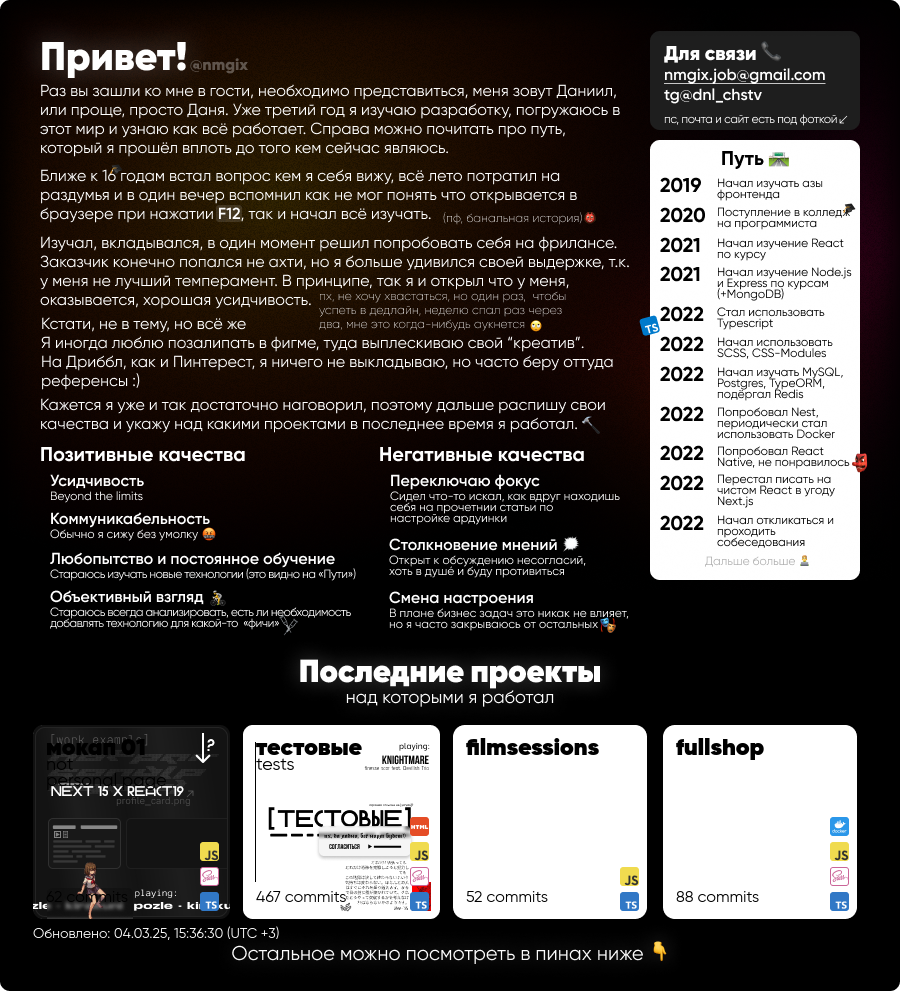 Привет! @nmgix
Раз вы зашли ко мне в гости, необходимо представиться, меня зовут Даниил,
или проще, просто Даня. Уже третий год я изучаю разработку, погружаюсь в
этот мир и узнаю как всё работает. Справа можно почитать про путь,
который я прошёл вплоть до того кем сейчас являюсь.
Ближе к 16 годам встал вопрос кем я себя вижу, всё лето потратил на
раздумья и в один вечер вспомнил как не мог понять что открывается в
браузере при нажатии F12, так и начал всё изучать. (пф, банальная история)👹
Изучал, вкладывался, в один момент решил попробовать себя на фрилансе.
Заказчик конечно попался не ахти, но я больше удивился своей выдержке, т.к.
у меня не лучший темперамент. В принципе, так я и открыл что у меня,
оказывается, хорошая усидчивость.
пх, не хочу хвастаться, но один раз, чтобы
успеть в дедлайн, неделю спал раз через
два, мне это когда-нибудь аукнется 🙄
Кстати, не в тему, но всё же
Я иногда люблю позалипать в фигме, туда выплескиваю свой “креатив”.
На Дриббл, как и Пинтерест, я ничего не выкладываю, но часто беру оттуда
референсы :)
Кажется я уже и так достаточно наговорил, поэтому дальше распишу свои
качества и укажу над какими проектами в последнее время я работал. 🔨
Позитивные качества
Усидчивость
Beyond the limits
Коммуникабельность
Обычно я сижу без умолку 🤬
Любопытство и постоянное обучение
Стараюсь изучать новые технологии (это видно на «Пути»)
Объективный взгляд
Стараюсь всегда анализировать, есть ли необходимость
добавлять технологию для какой-то «фичи»
Негативные качества
Переключаю фокус
Сидел что-то искал, как вдруг находишь
себя на прочетнии статьи по
настройке ардуинки
Столкновение мнений
Открыт к обсуждению несогласий,
хоть в душе и буду противиться
Смена настроения
В плане бизнес задач это никак не влияет,
но я часто закрываюсь от остальных 🎭
Для связи 📞
nmgix.job@gmail.com
tg@dnl_chstv
пс, почта и сайт есть под фоткой↙
Путь 🛣️
2019 Начал изучать азы
фронтенда
2020 Поступление в колледж
на программиста
2021 Начал изучение React
по курсу
2021 Начал изучение Node.js
и Express по курсам
(+MongoDB)
2022 Стал использовать
Typescript
TS
2022 Начал использовать
SCSS, CSS-Modules
2022 Начал изучать MySQL,
Postgres, TypeORM,
подёргал Redis
2022 Попробовал Nest,
периодически стал
использовать Docker
2022 Попробовал React
Native, не понравилось 👺
2022 Перестал писать на
чистом React в угоду
Next.js
2022 Начал откликаться и
проходить
собеседования
Дальше больше
Последние проекты
над которыми я работал
[work example]
мокап 01
not
personal page
?
NEXT 15 X REACT19
profile_card.png
JS
62 commits
playing:
pozle - kin
TS
тестовые
tests
playing:
KNIGHTMARE
[ТЕСТОВЫЕ]
СОГЛАСИТЬСЯ
HTML
JS
467 commits
TS
filmsessions
JS
52 commits
TS
fullshop
docker
JS
88 commits
TS
Обновлено: 04.03.25, 15:36:30 (UTC +3)
Остальное можно посмотреть в пинах ниже 👇